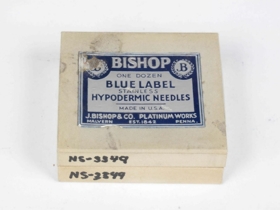 B BISHOP B
ONE DOZEN
BLUE LABEL
STAINLESS
HYPODERMIC NEEDLES
MADE IN U.S.A.
J. BISHOP & CO. PLATINUM WORKS
MALVERN EST. 1842 PENNA.
NS-3349
NS-3349